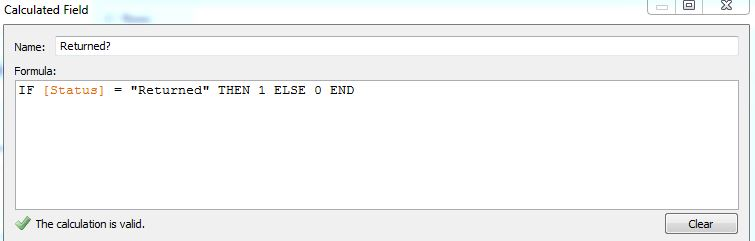 Calculated Field
Name: Returned?
Formula:
IF [Status] = "Returned" THEN 1 ELSE 0 END
The calculation is valid.
Clear